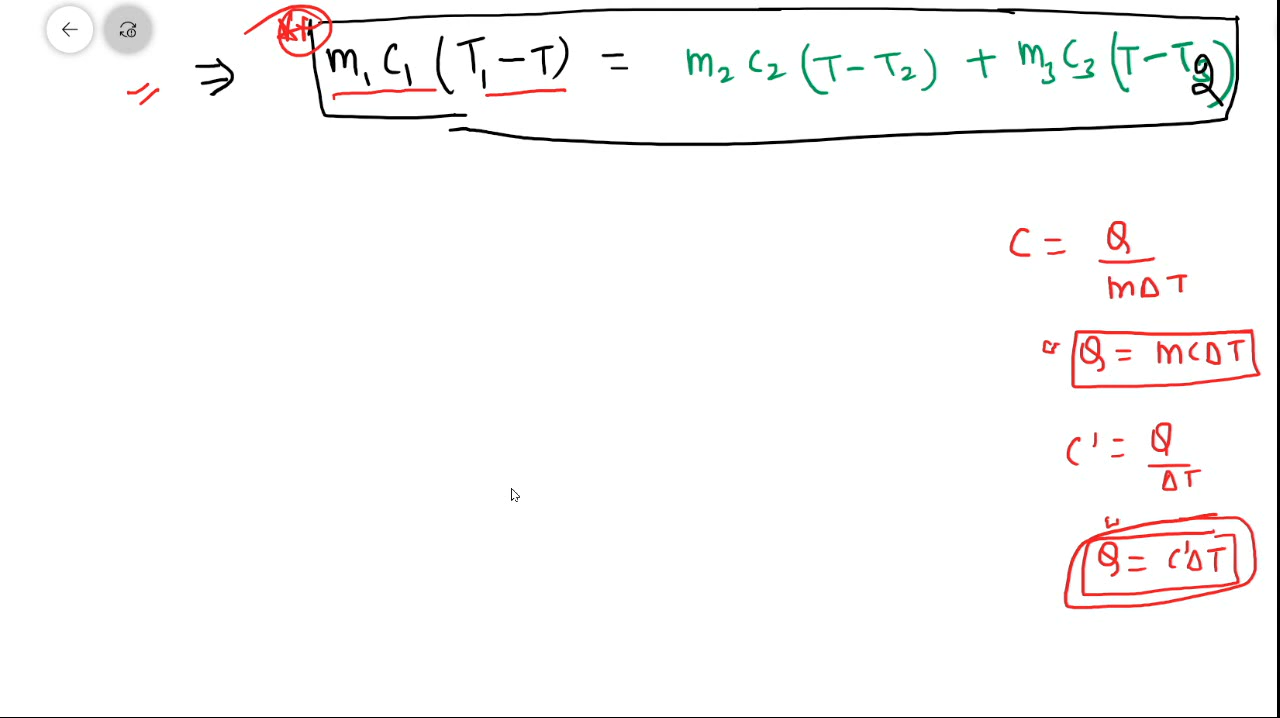 ⇒ m₁C₁(T₁-T) = m₂C₂(T-T₂) + m₃C₃(T-T₃)
C = Q/mΔT
Q = mCΔT
C' = Q/ΔT
Q = C'ΔT